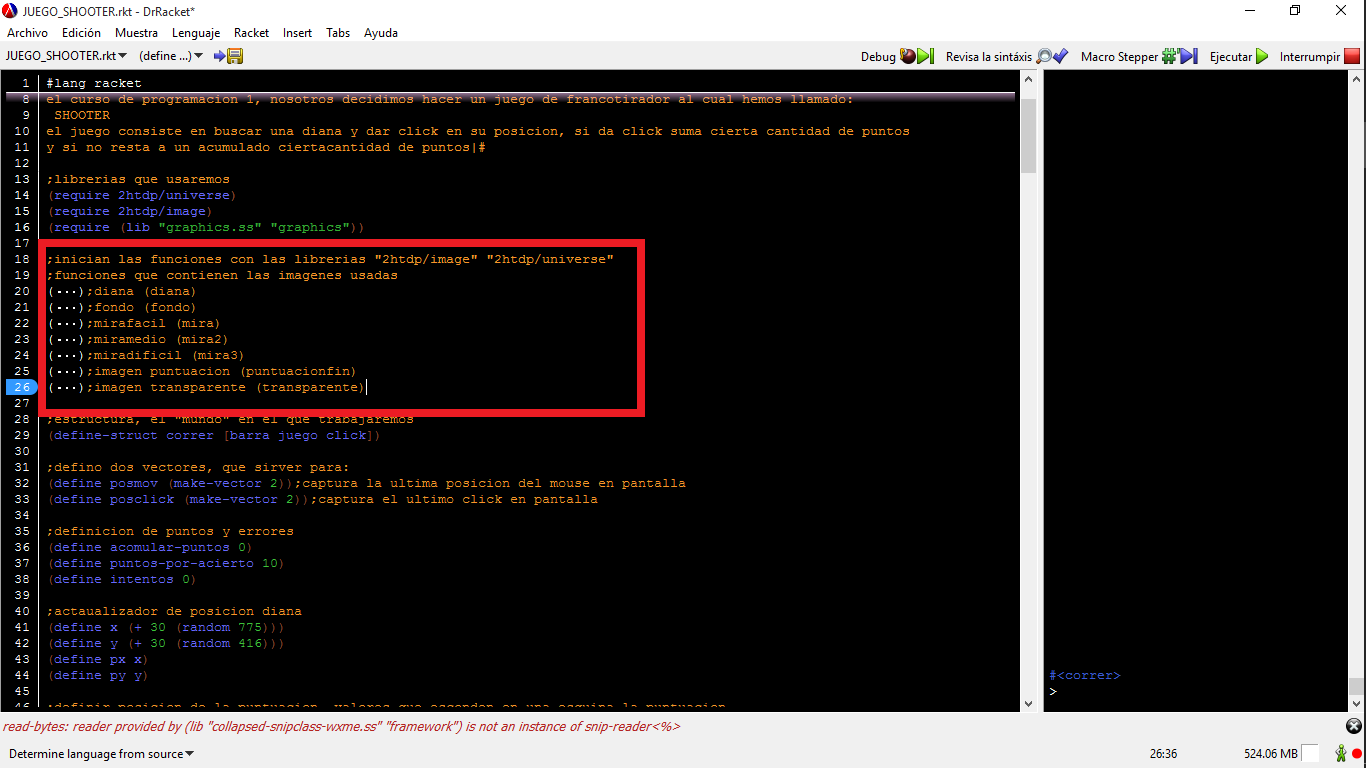 JUEGO_SHOOTER.rkt - DrRacket*
Archivo Edición Muestra Lenguaje Racket Insert Tabs Ayuda
JUEGO_SHOOTER.rkt (define ...) Debug Revisa la sintáxis Macro Stepper Ejecutar Interrumpir
1 #lang racket
8 el curso de programacion 1, nosotros decidimos hacer un juego de francotirador al cual hemos llamado:
9 SHOOTER
10 el juego consiste en buscar una diana y dar click en su posicion, si da click suma cierta cantidad de puntos
11 y si no resta a un acumulado ciertacantidad de puntos|#
12
13 ;librerias que usaremos
14 (require 2htdp/universe)
15 (require 2htdp/image)
16 (require (lib "graphics.ss" "graphics"))
17
18 ;inician las funciones con las librerias "2htdp/image" "2htdp/universe"
19 ;funciones que contienen las imagenes usadas
20 (...);diana (diana)
21 (...);fondo (fondo)
22 (...);mirafacil (mira)
23 (...);miramedio (mira2)
24 (...);miradificil (mira3)
25 (...);imagen puntuacion (puntuacionfin)
26 (...);imagen transparente (transparente)
27
28 ;estructura, el "mundo" en el que trabajaremos
29 (define-struct correr [barra juego click])
30
31 ;defino dos vectores, que sirver para:
32 (define posmov (make-vector 2));captura la ultima posicion del mouse en pantalla
33 (define posclick (make-vector 2));captura el ultimo click en pantalla
34
35 ;definicion de puntos y errores
36 (define acomular-puntos 0)
37 (define puntos-por-acierto 10)
38 (define intentos 0)
39
40 ;actaualizador de posicion diana
41 (define x (+ 30 (random 775)))
42 (define y (+ 30 (random 416)))
43 (define px x)
44 (define py y)
45
46 ;definir posicion de la puntuacion, valores que esconden en una esquina la puntuacion
#<correr>
>
read-bytes: reader provided by (lib "collapsed-snipclass-wxme.ss" "framework") is not an instance of snip-reader<%>
Determine language from source 26:36 524.06 MB